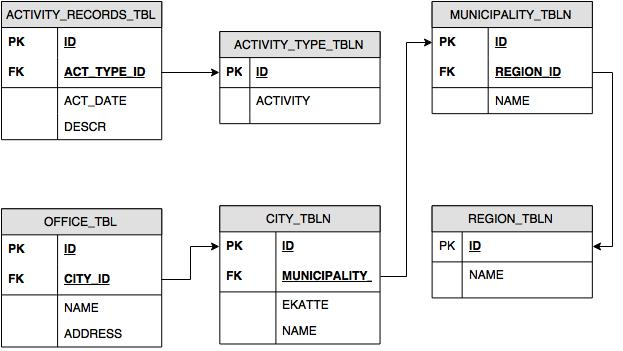 ACTIVITY_RECORDS_TBL
PK ID
FK ACT_TYPE_ID
ACT_DATE
DESCR
ACTIVITY_TYPE_TBLN
PK ID
ACTIVITY
MUNICIPALITY_TBLN
PK ID
FK REGION_ID
NAME
OFFICE_TBL
PK ID
FK CITY_ID
NAME
ADDRESS
CITY_TBLN
PK ID
FK MUNICIPALITY_
EKATTE
NAME
REGION_TBLN
PK ID
NAME